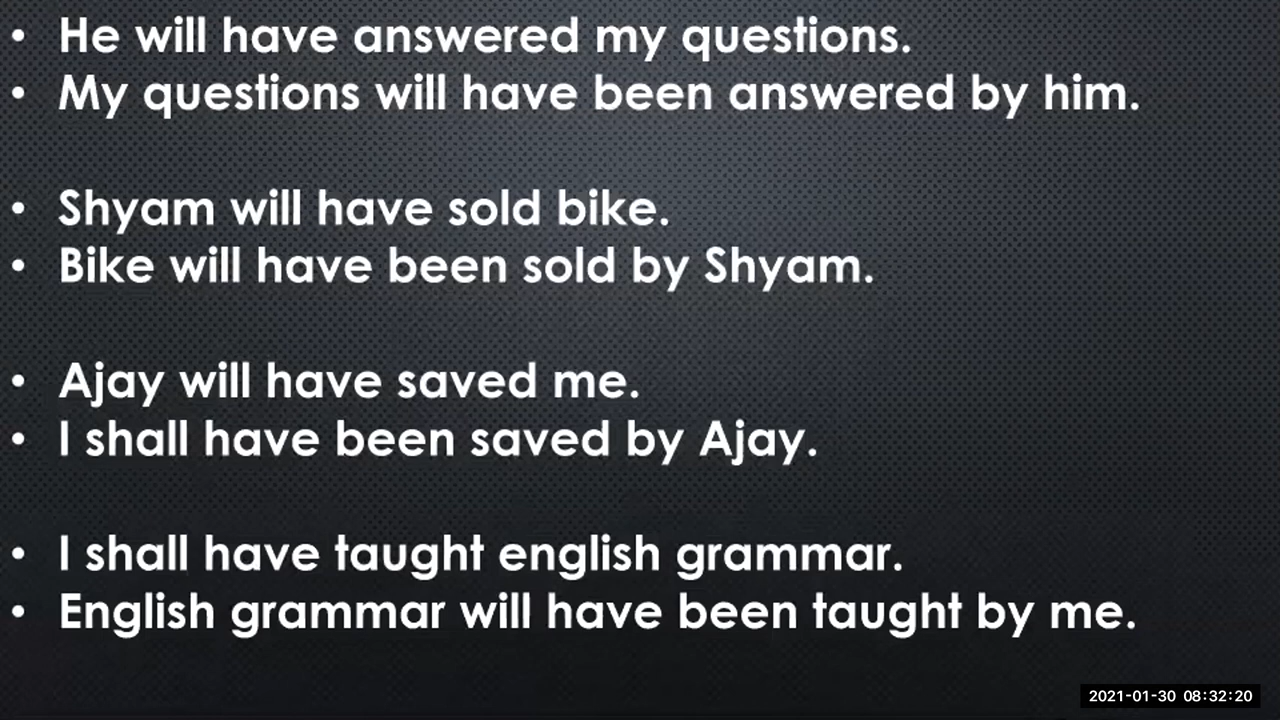 • He will have answered my questions.
• My questions will have been answered by him.
• Shyam will have sold bike.
• Bike will have been sold by Shyam.
• Ajay will have saved me.
• I shall have been saved by Ajay.
• I shall have taught english grammar.
• English grammar will have been taught by me.
2021-01-30 08:32:20